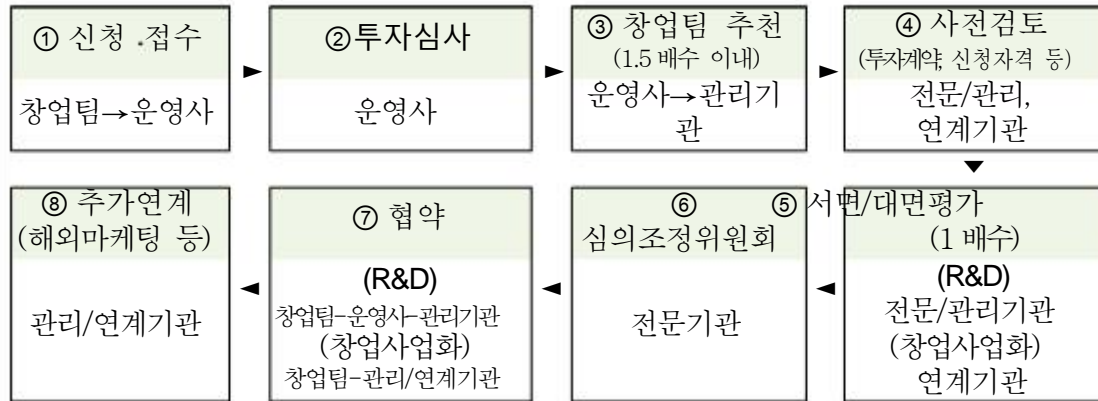 ① 신청 ·접수
창업팀→운영사
②투자심사
운영사
③ 창업팀 추천
(1.5 배수 이내)
운영사→관리기
관
④ 사전검토
(투자계약, 신청자격 등)
전문/관리,
연계기관
⑤ 서면/대면평가
(1 배수)
(R&D)
전문/관리기관
(창업사업화)
연계기관
⑥
심의조정위원회
전문기관
⑦ 협약
(R&D)
창업팀-운영사-관리기관
(창업사업화)
창업팀-관리/연계기관
⑧ 추가연계
(해외마케팅 등)
관리/연계기관